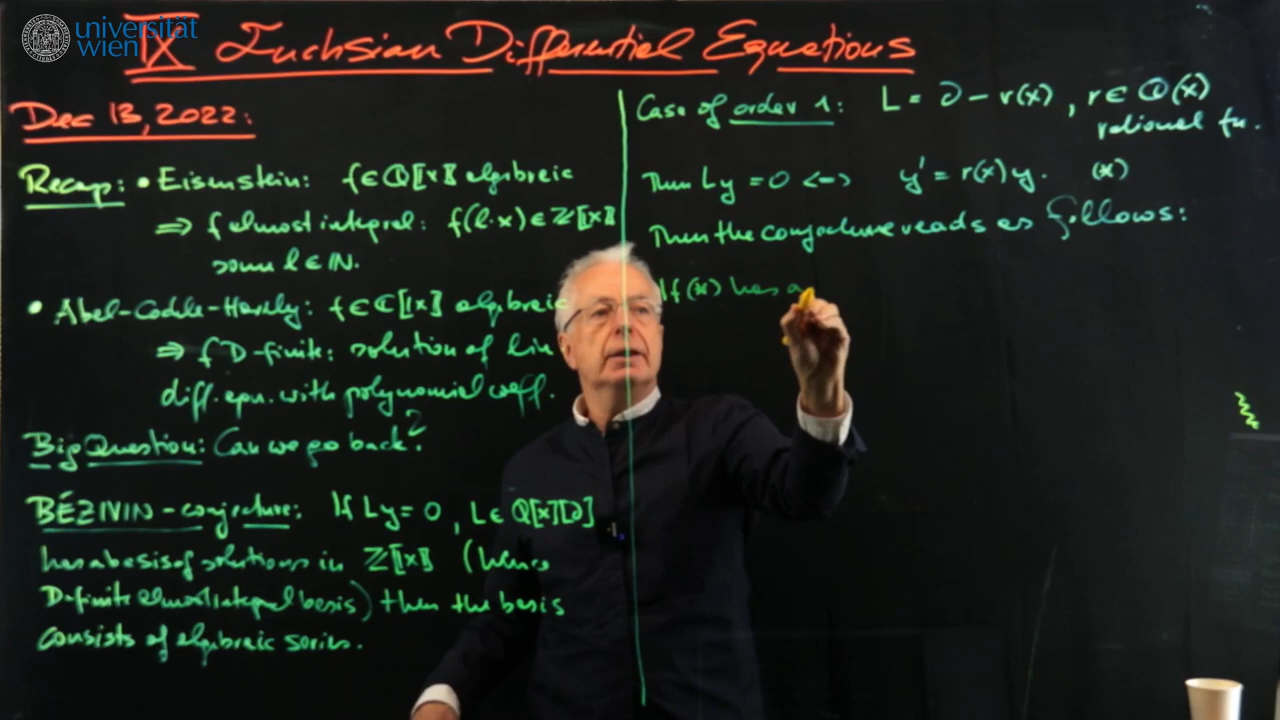 universität
wien
IX Fuchsian Differential Equations
Dec 13, 2022:
Recap: • Eisenstein: f ∈ Q[[x]] algebraic
⇒ f almost integral: f(l·x) ∈ Z[[x]]
some l ∈ IN.
• Abel-Cockle-Harley: f ∈ C[[x]] algebraic
⇒ f D-finite: solution of lin
diff. equ. with polynomial coeff.
Big Question: Can we go back?
BÉZIVIN-conjecture: If Ly=0, L ∈ Q[x][∂]
has a basis of solutions in Z[[x]] (hence
D-finite almost integral basis) then the basis
consists of algebraic series.
Case of order 1: L = ∂ - r(x), r ∈ Q(x)
rational fu.
Then Ly = 0 <-> y' = r(x)y. (*)
Then the conjecture reads as follows:
If (*) has a